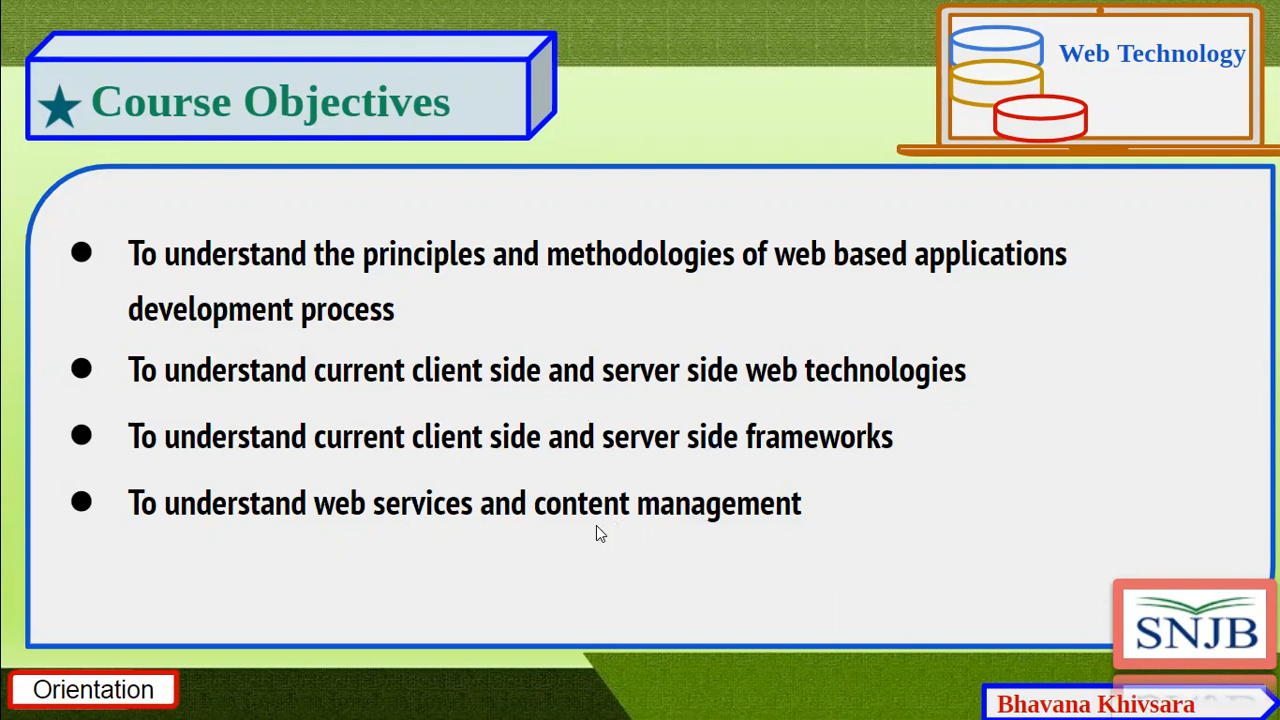 Course Objectives
Web Technology
To understand the principles and methodologies of web based applications
development process
To understand current client side and server side web technologies
To understand current client side and server side frameworks
To understand web services and content management
SNJB
Orientation
Bhavana Khivsara